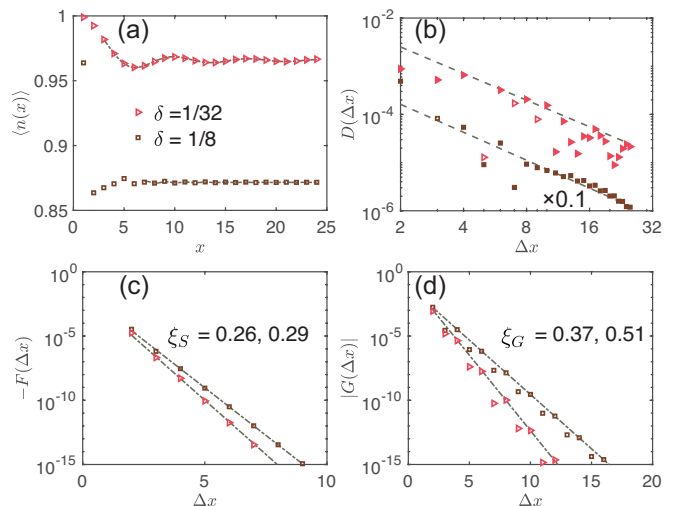 (a)
⟨n(x)⟩
1
0.95
0.9
0.85
δ =1/32
δ = 1/8
0 5 10 15 20 25
x
(b)
D(Δx)
10^-2
10^-4
10^-6
×0.1
2 4 8 16 32
Δx
(c)
−F(Δx)
10^0
10^-5
10^-10
10^-15
ξ_S = 0.26, 0.29
0 5 10
Δx
(d)
|G(Δx)|
10^0
10^-5
10^-10
10^-15
ξ_G = 0.37, 0.51
0 5 10 15 20
Δx